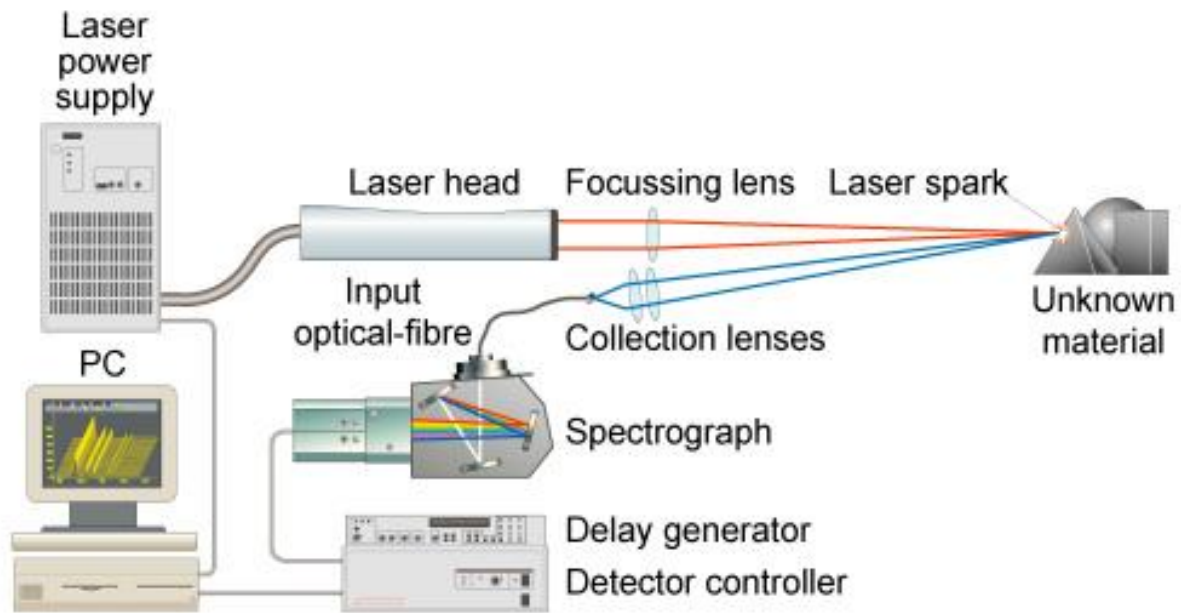 Laser
power
supply
Laser head
Focussing lens
Laser spark
Input
optical-fibre
Collection lenses
Unknown
material
PC
Spectrograph
Delay generator
Detector controller